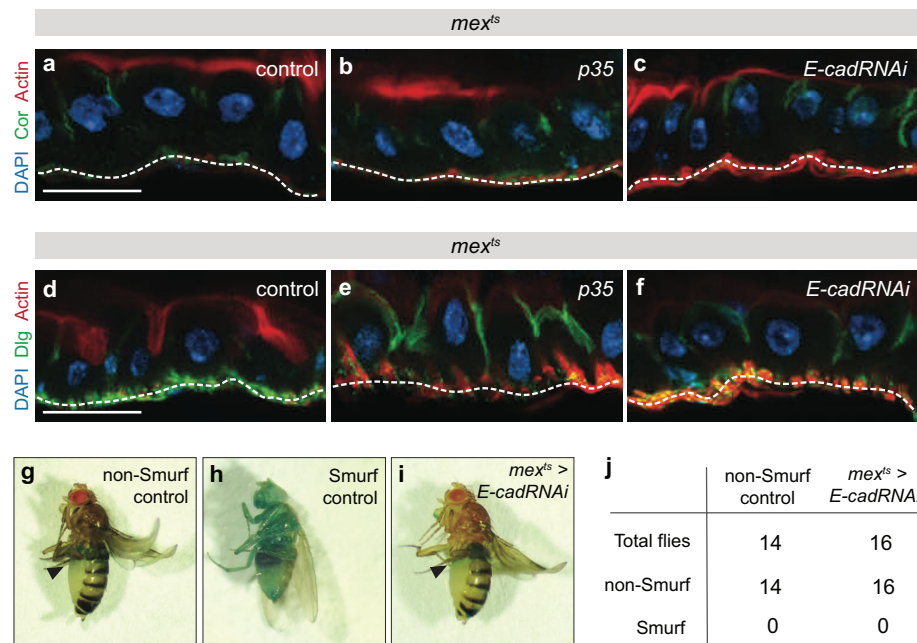 mex^ts
a control
b p35
c E-cadRNAi
DAPI Cor Actin
mex^ts
d control
e p35
f E-cadRNAi
DAPI Dlg Actin
g non-Smurf
control
h Smurf
control
i mex^ts >
E-cadRNAi
j
non-Smurf mex^ts >
control E-cadRNA
Total flies 14 16
non-Smurf 14 16
Smurf 0 0